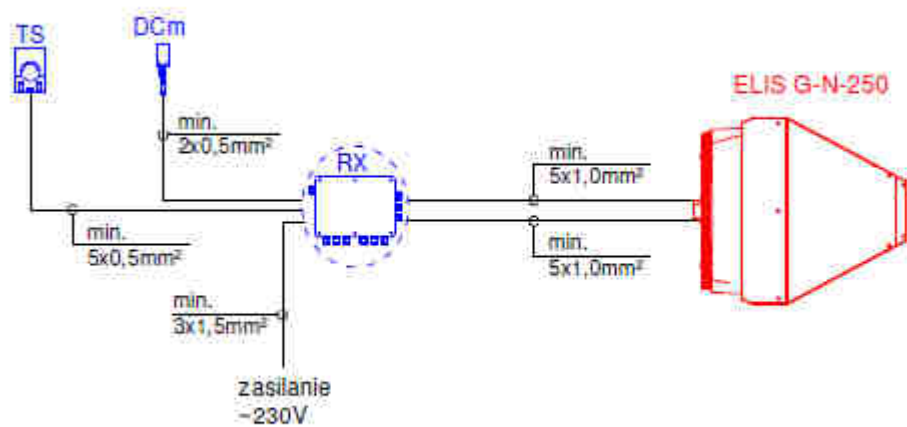 TS
DCm
ELIS G-N-250
min.
2x0,5mm²
RX
min.
5x1,0mm²
min.
5x0,5mm²
min.
5x1,0mm²
min.
3x1,5mm²
zasilanie
~230V